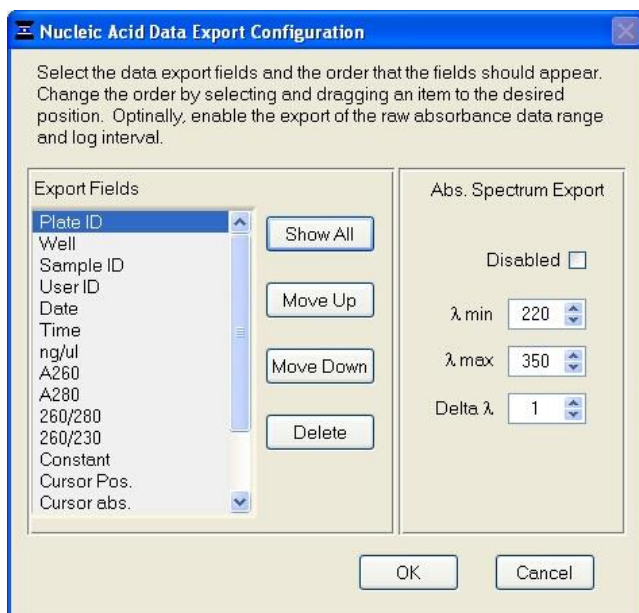 Nucleic Acid Data Export Configuration
Select the data export fields and the order that the fields should appear.
Change the order by selecting and dragging an item to the desired
position. Optinally, enable the export of the raw absorbance data range
and log interval.
Export Fields
Plate ID
Well
Sample ID
User ID
Date
Time
ng/ul
A260
A280
260/280
260/230
Constant
Cursor Pos.
Cursor abs.
Show All
Move Up
Move Down
Delete
Abs. Spectrum Export
Disabled
λ min 220
λ max 350
Delta λ 1
OK
Cancel